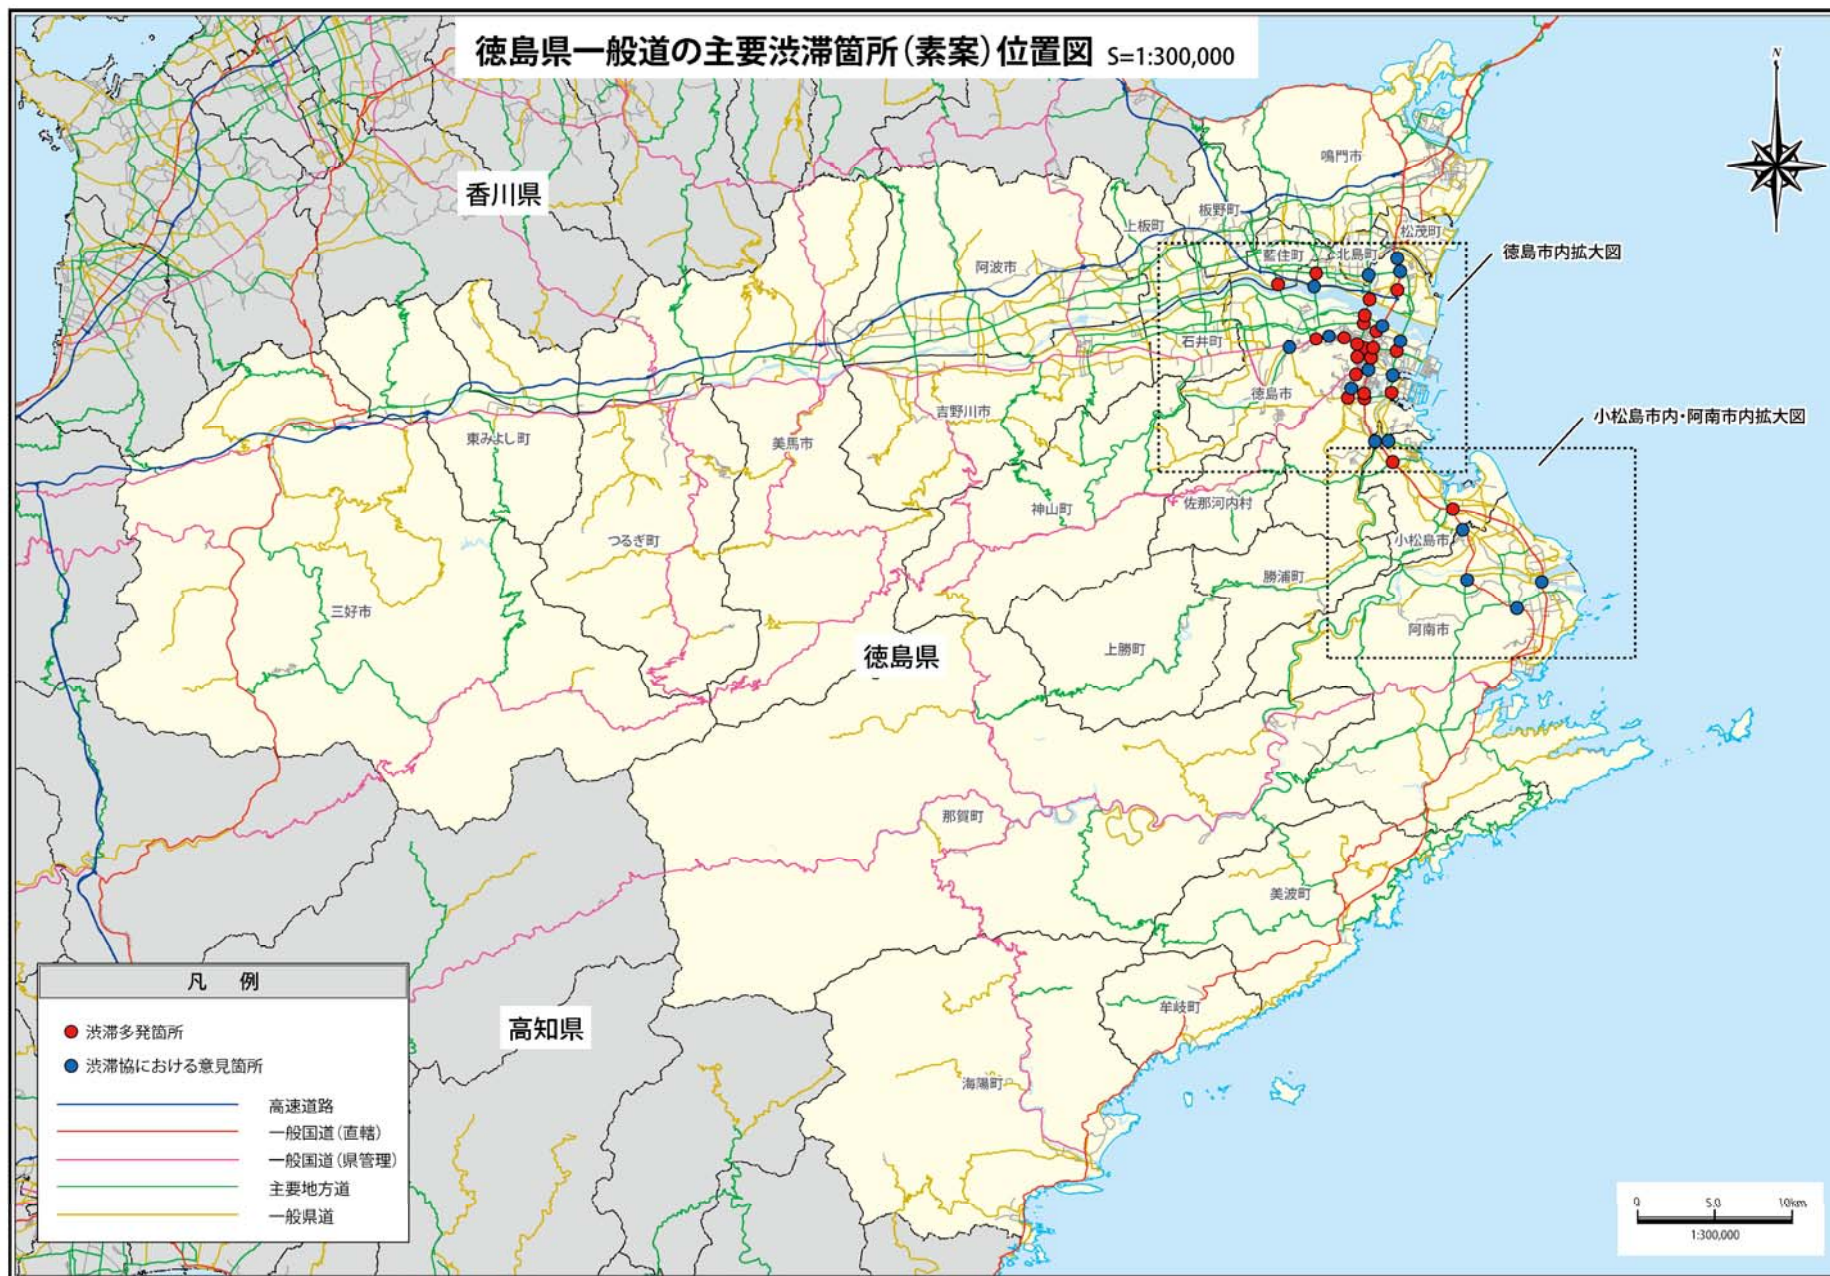 徳島県一般道の主要渋滞箇所(素案)位置図 S=1:300,000
N
香川県
鳴門市
板野町
上板町
松茂町
藍住町
北島町
徳島市内拡大図
阿波市
石井町
徳島市
吉野川市
小松島市内・阿南市内拡大図
東みよし町
美馬市
神山町
佐那河内村
つるぎ町
小松島市
勝浦町
三好市
阿南市
徳島県
上勝町
那賀町
美波町
牟岐町
高知県
海陽町
凡 例
渋滞多発箇所
渋滞協における意見箇所
高速道路
一般国道(直轄)
一般国道(県管理)
主要地方道
一般県道
0 5.0 10km
1:300,000